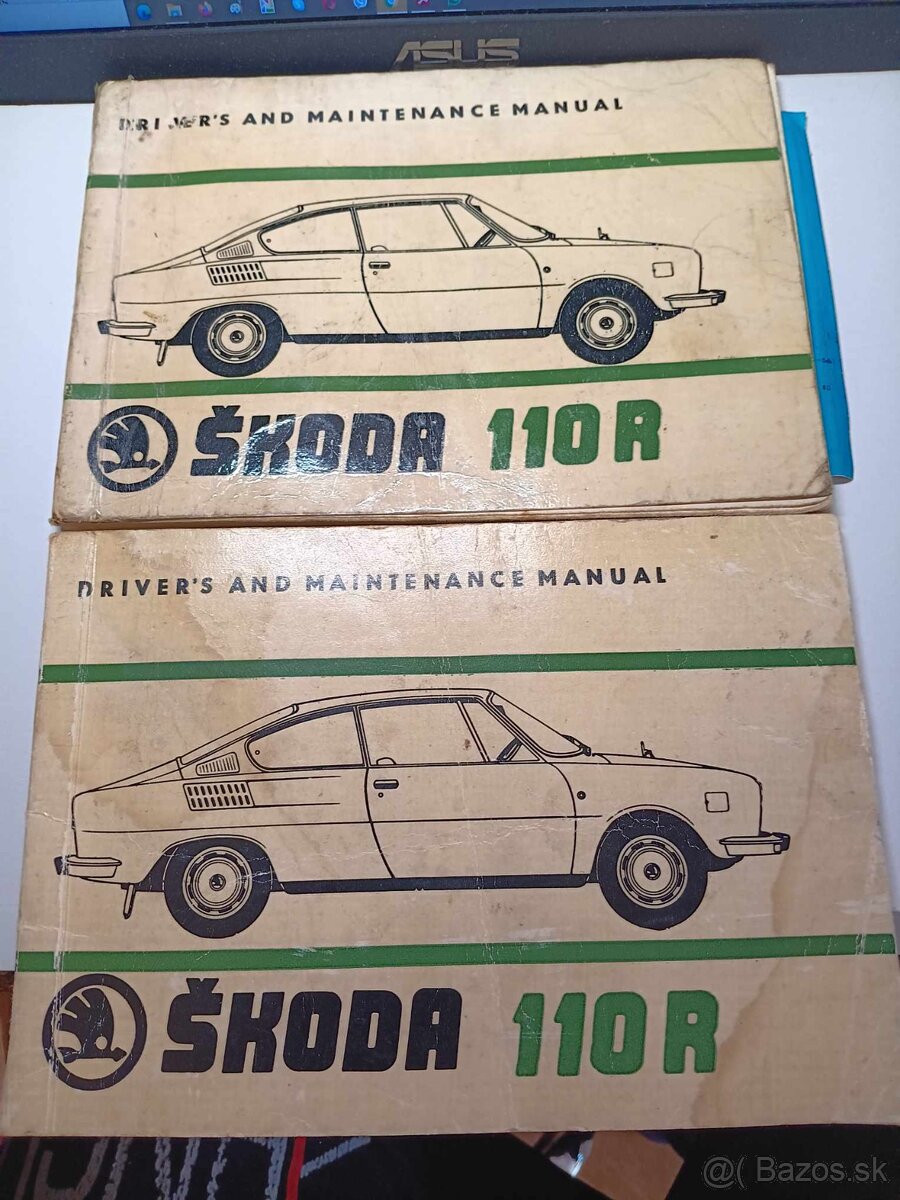 ASUS
DRIVER'S AND MAINTENANCE MANUAL
ŠKODA 110 R
DRIVER'S AND MAINTENANCE MANUAL
ŠKODA 110 R
@( Bazos.sk